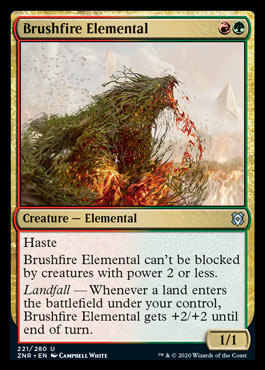 Brushfire Elemental
Creature — Elemental
Haste
Brushfire Elemental can't be blocked
by creatures with power 2 or less.
Landfall — Whenever a land enters
the battlefield under your control,
Brushfire Elemental gets +2/+2 until
end of turn.
1/1
221/280 U
ZNR • EN Campbell White
™ & © 2020 Wizards of the Coast